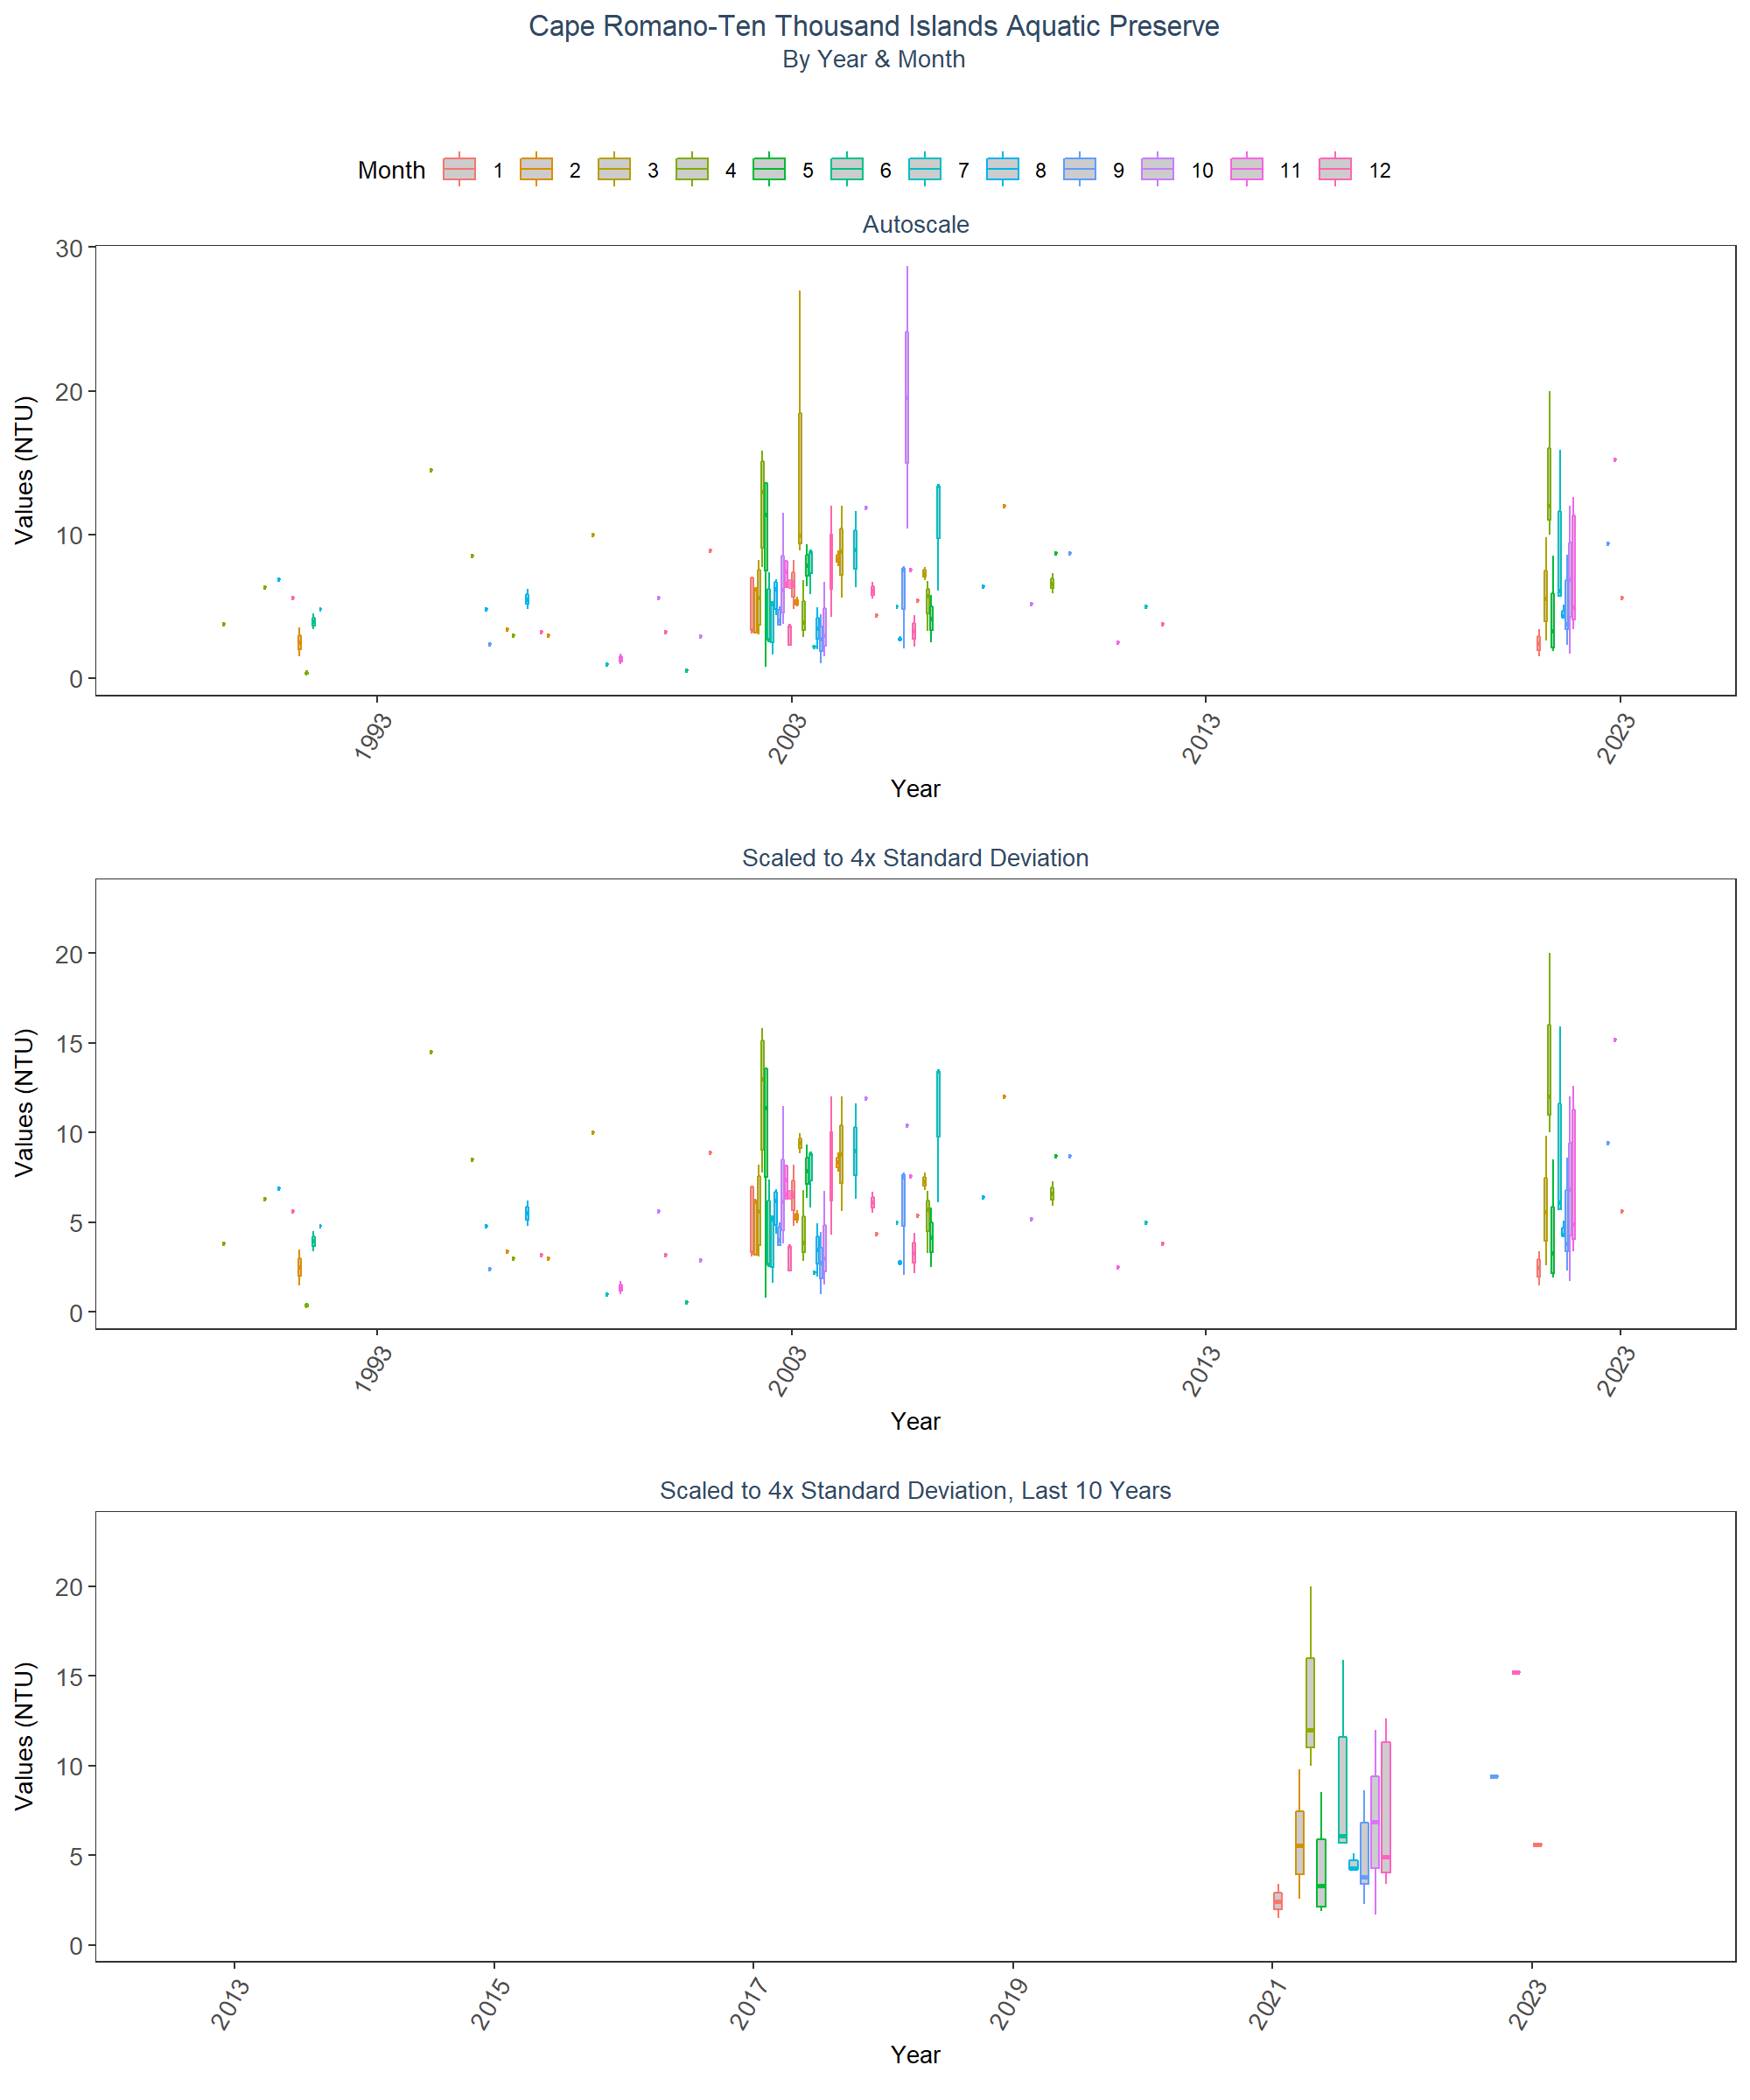 Cape Romano-Ten Thousand Islands Aquatic Preserve
By Year & Month
Month 1 2 3 4 5 6 7 8 9 10 11 12
Autoscale
Values (NTU)
30
20
10
0
1993 2003 2013 2023
Year
Scaled to 4x Standard Deviation
Values (NTU)
20
15
10
5
0
1993 2003 2013 2023
Year
Scaled to 4x Standard Deviation, Last 10 Years
Values (NTU)
20
15
10
5
0
2013 2015 2017 2019 2021 2023
Year